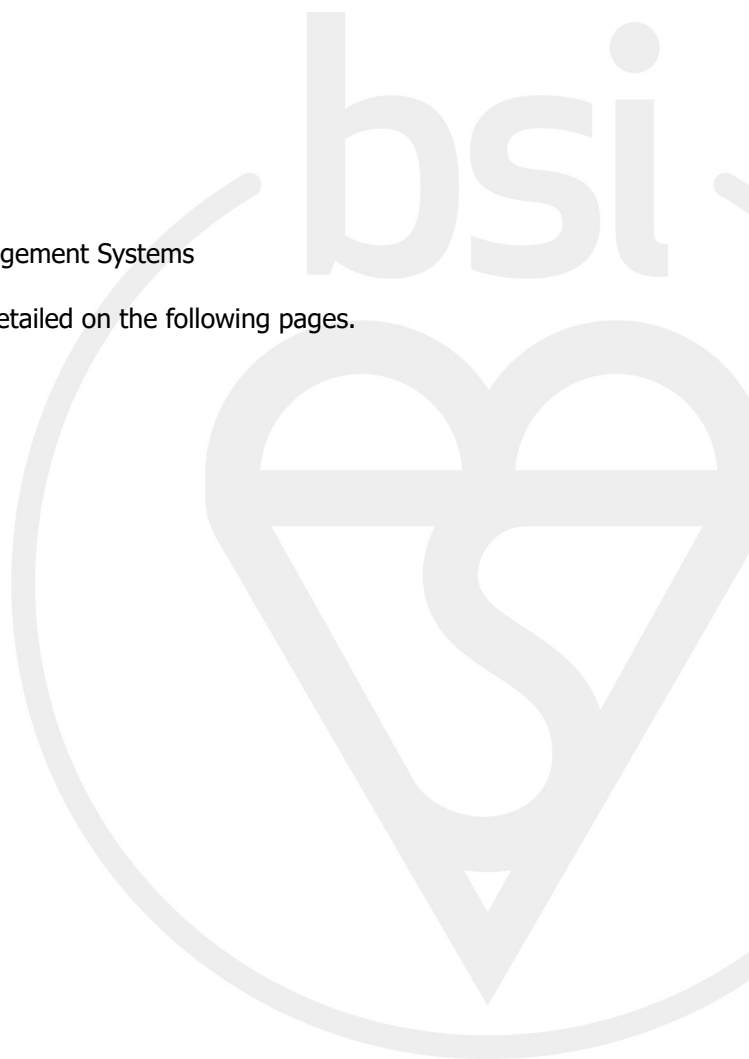 bsi
gement Systems
etailed on the following pages.